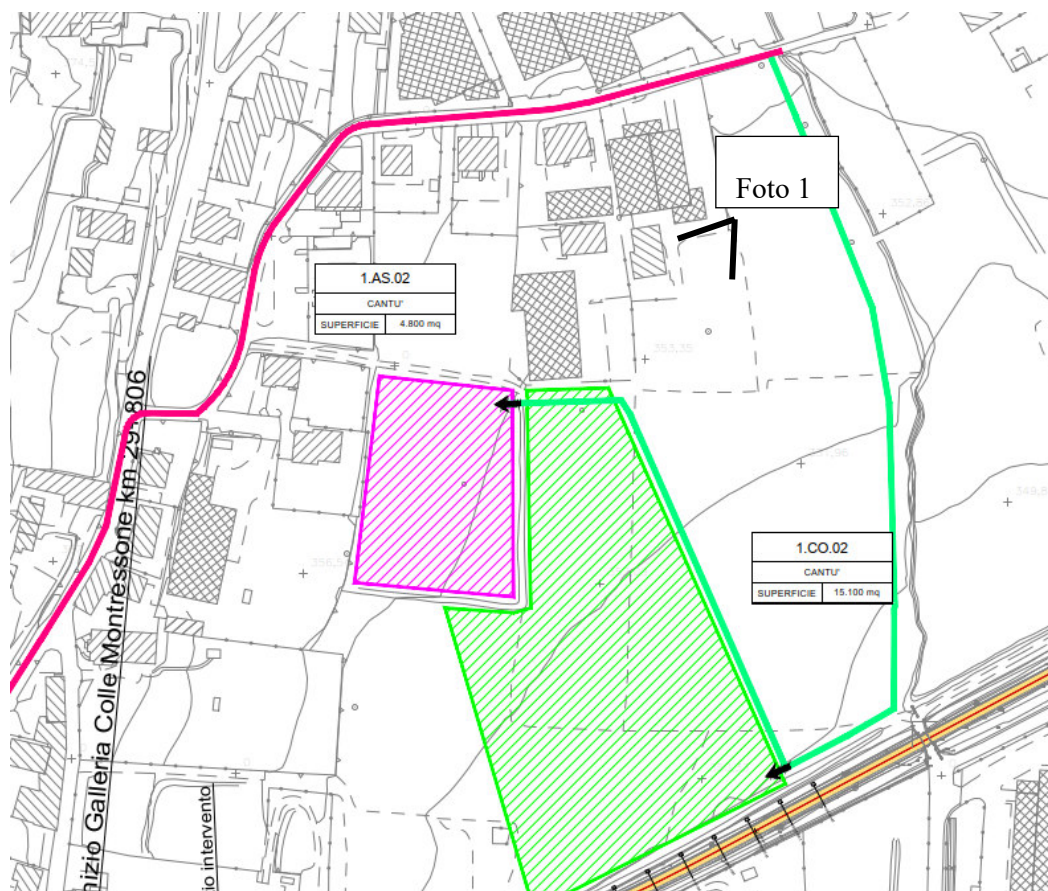 Foto 1
352,86
1.AS.02
CANTU'
SUPERFICIE 4.800 mq
353,35
1.CO.02
CANTU'
SUPERFICIE 15.100 mq
nizio Galleria Colle Montressone km 29+806
io intervento